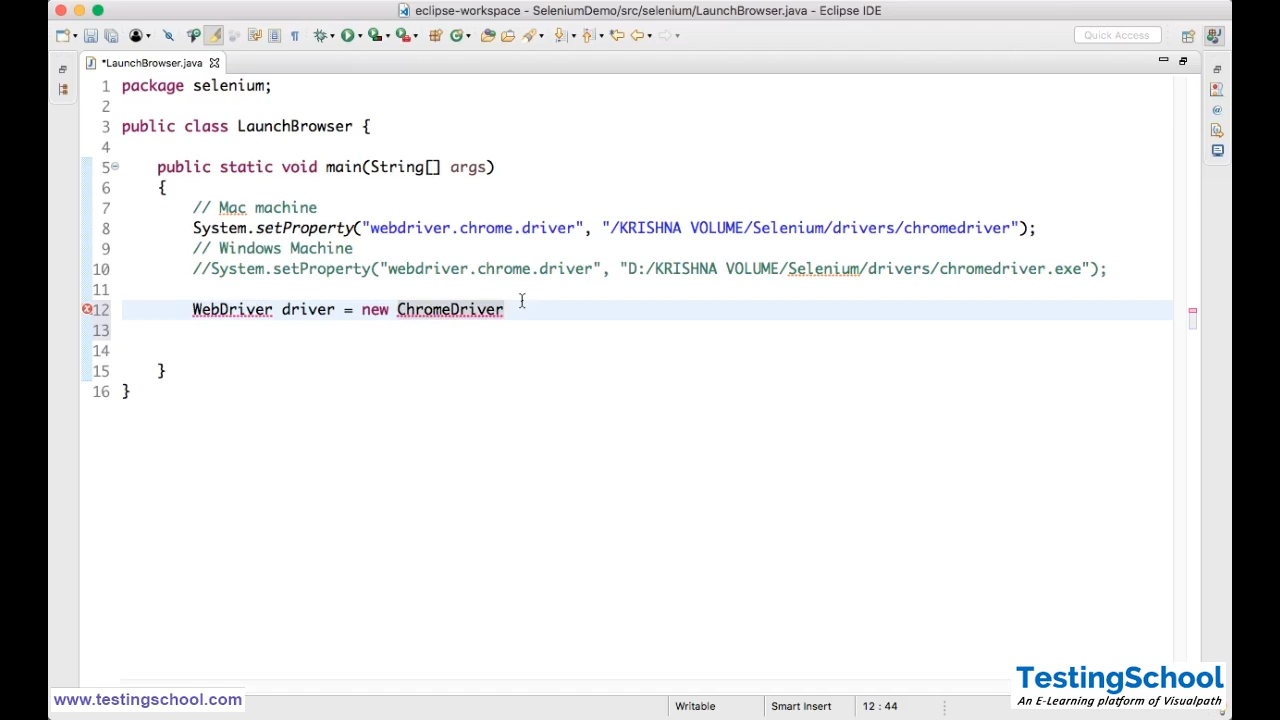 eclipse-workspace - SeleniumDemo/src/selenium/LaunchBrowser.java - Eclipse IDE
Quick Access
*LaunchBrowser.java
1 package selenium;
2
3 public class LaunchBrowser {
4
5 public static void main(String[] args)
6 {
7 // Mac machine
8 System.setProperty("webdriver.chrome.driver", "/KRISHNA VOLUME/Selenium/drivers/chromedriver");
9 // Windows Machine
10 //System.setProperty("webdriver.chrome.driver", "D:/KRISHNA VOLUME/Selenium/drivers/chromedriver.exe");
11
12 WebDriver driver = new ChromeDriver
13
14
15 }
16 }
TestingSchool
An E-Learning platform of Visualpath
www.testingschool.com
Writable
Smart Insert
12 : 44